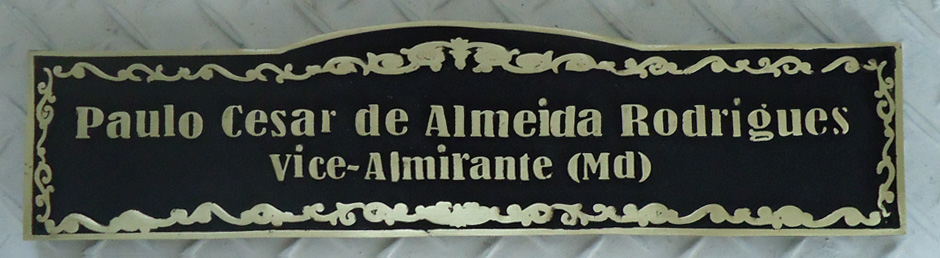 Paulo Cesar de Almeida Rodrigues
Vice-Almirante (Md)